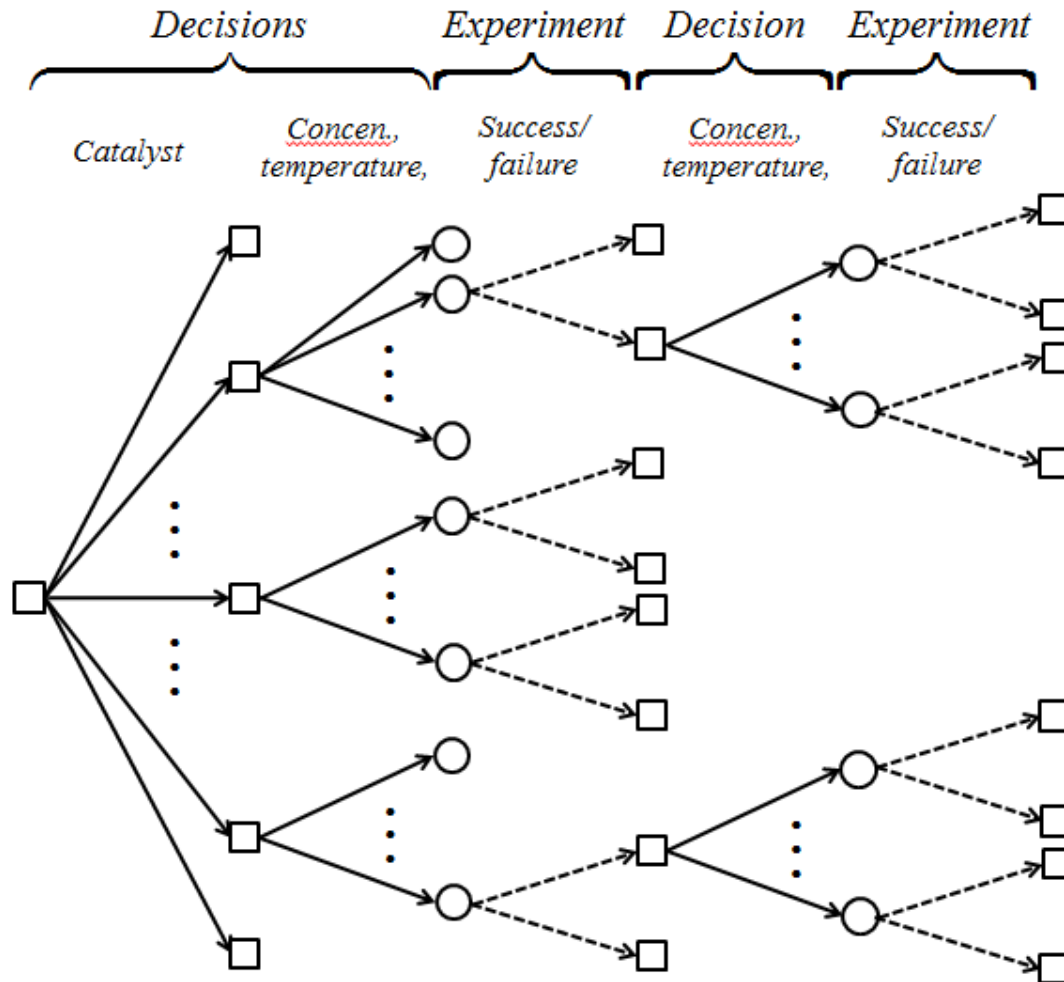 Decisions
Experiment
Decision
Experiment
Catalyst
Concen.,
temperature,
Success/
failure
Concen.,
temperature,
Success/
failure